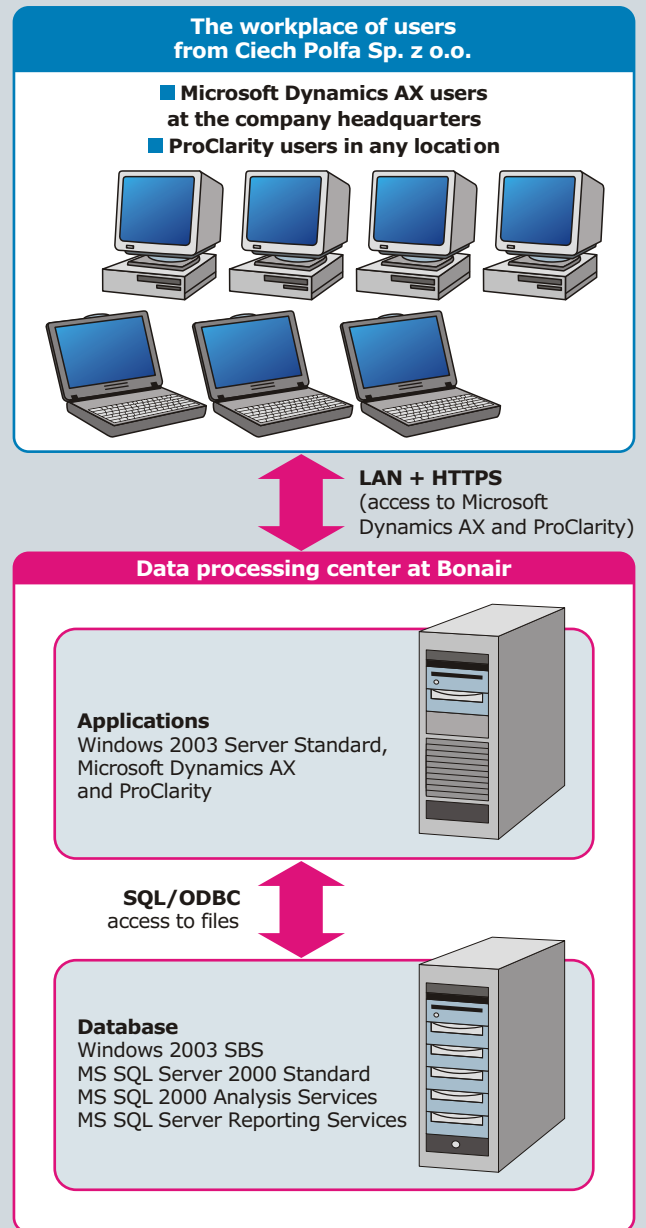 The workplace of users
from Ciech Polfa Sp. z o.o.
Microsoft Dynamics AX users
at the company headquarters
ProClarity users in any location
LAN + HTTPS
(access to Microsoft
Dynamics AX and ProClarity)
Data processing center at Bonair
Applications
Windows 2003 Server Standard,
Microsoft Dynamics AX
and ProClarity
SQL/ODBC
access to files
Database
Windows 2003 SBS
MS SQL Server 2000 Standard
MS SQL 2000 Analysis Services
MS SQL Server Reporting Services